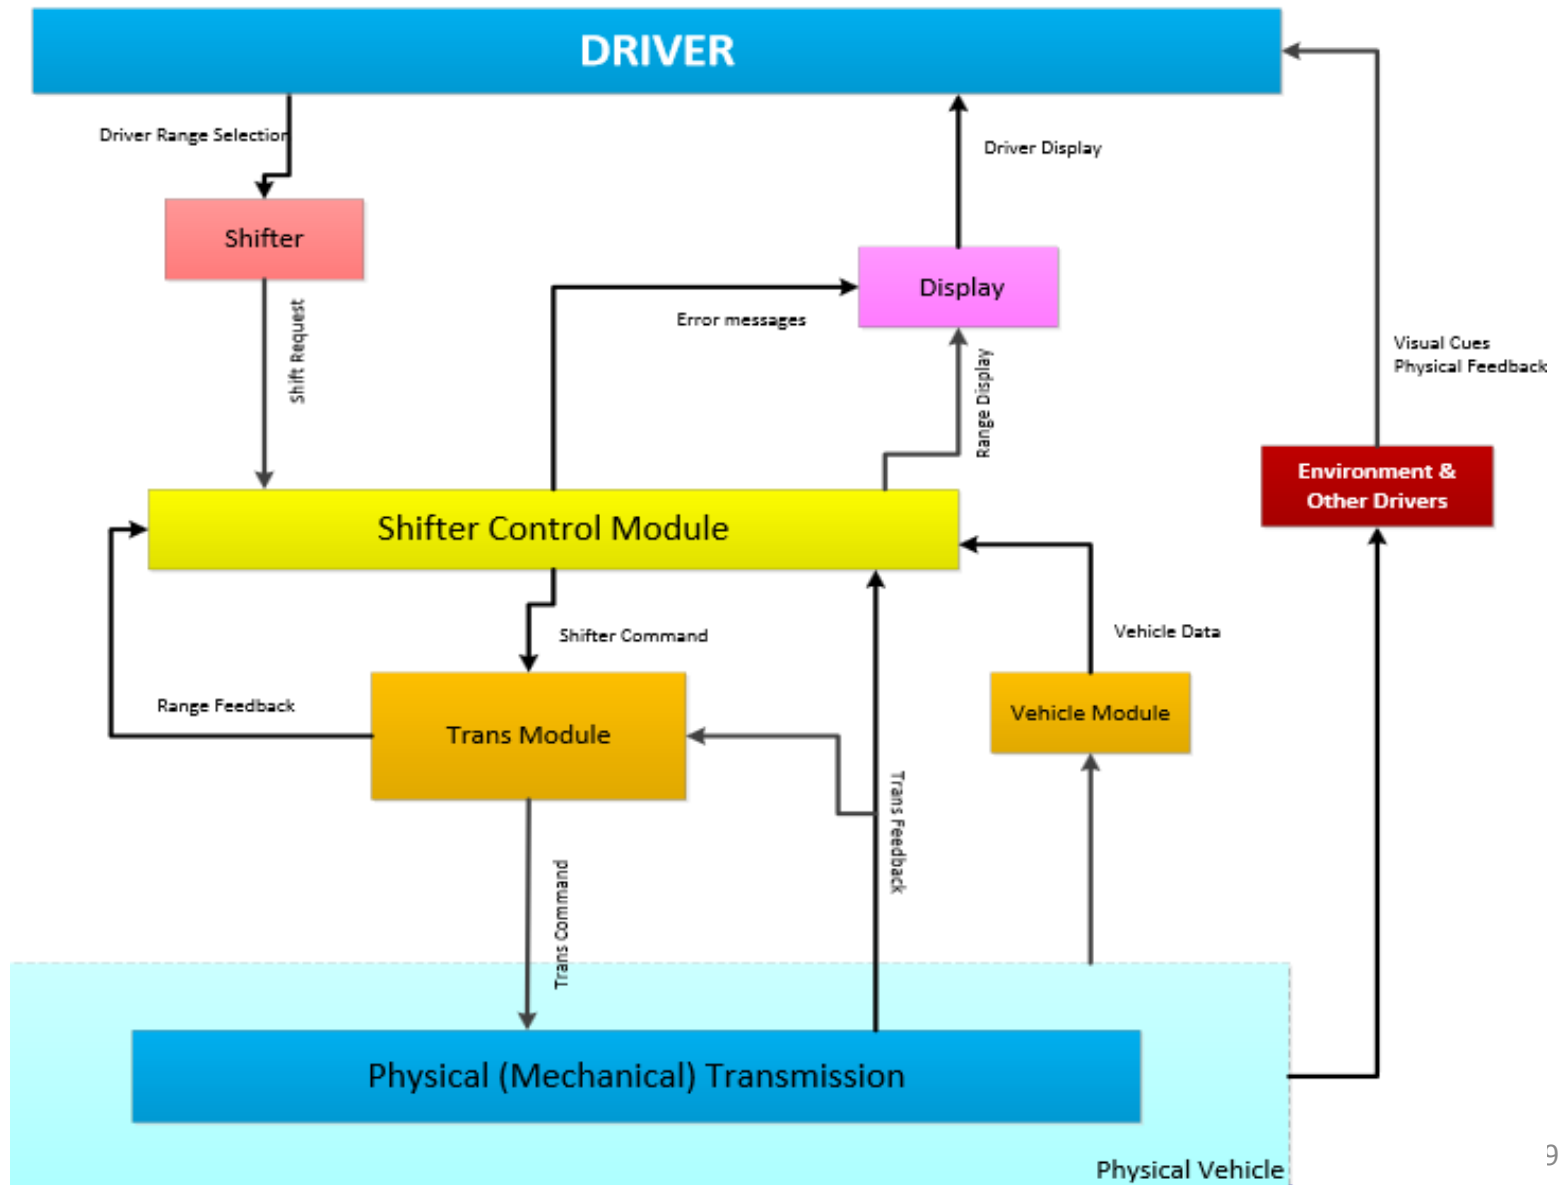 DRIVER
Driver Range Selection
Driver Display
Shifter
Display
Error messages
Shift Request
Range Display
Visual Cues
Physical Feedback
Environment &
Other Drivers
Shifter Control Module
Shifter Command
Vehicle Data
Range Feedback
Trans Module
Vehicle Module
Trans Feedback
Trans Command
Physical (Mechanical) Transmission
Physical Vehicle
9